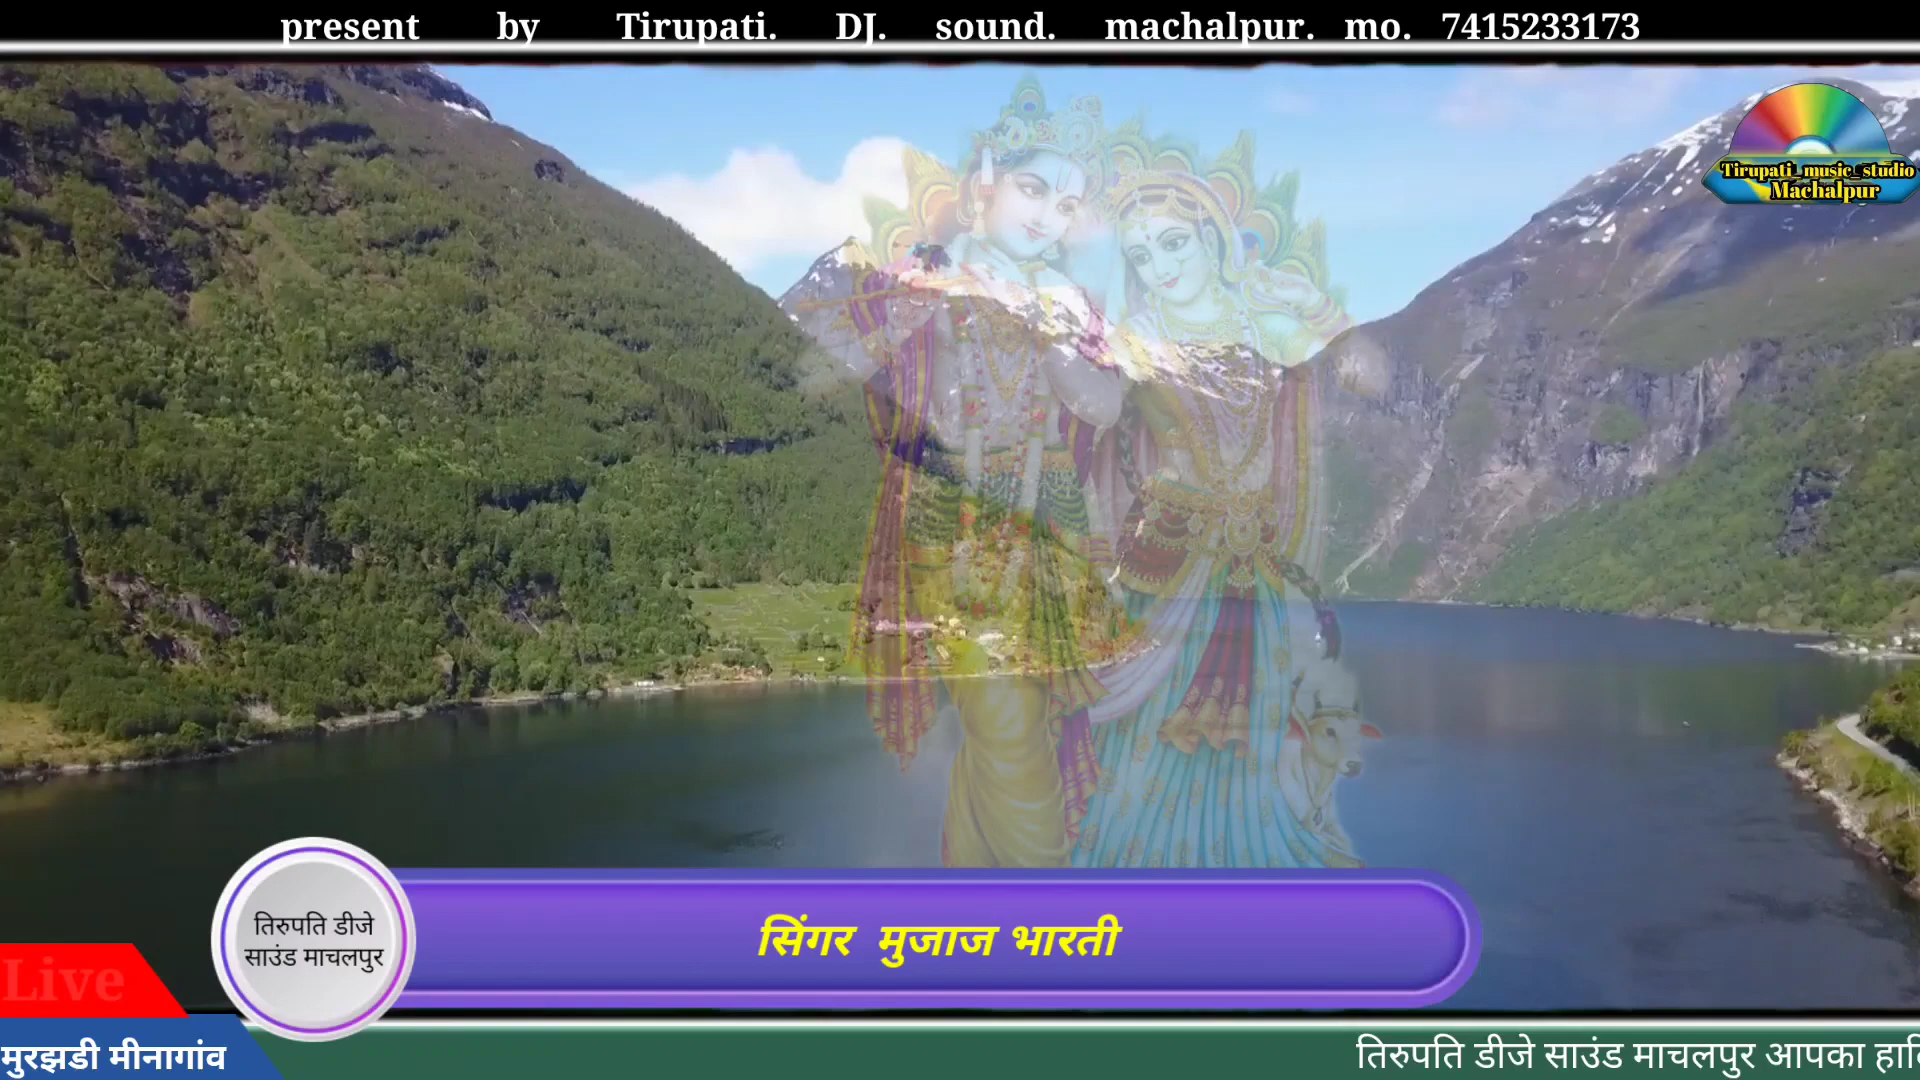 present by Tirupati. DJ. sound. machalpur. mo. 7415233173
Tirupati_music_studio
Machalpur
तिरुपति डीजे
साउंड माचलपुर
सिंगर मुजाज भारती
Live
मुरझडी मीनागांव
तिरुपति डीजे साउंड माचलपुर आपका